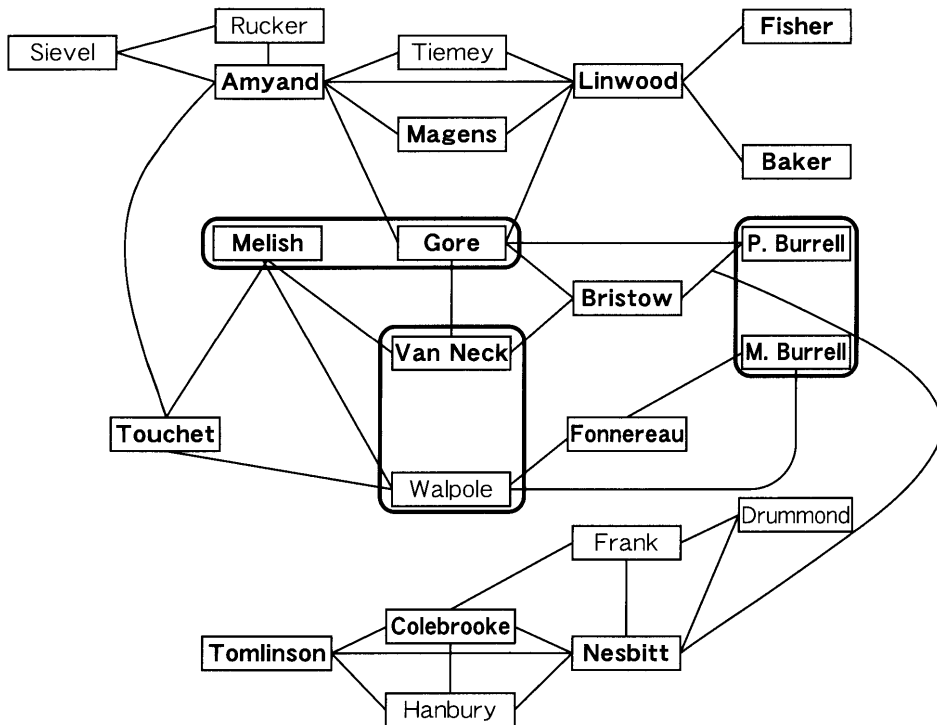 Rucker
Fisher
Sievel
Tiemey
Amyand
Linwood
Magens
Baker
Melish
Gore
P. Burrell
Bristow
Van Neck
M. Burrell
Touchet
Fonnereau
Walpole
Drummond
Frank
Colebrooke
Tomlinson
Nesbitt
Hanbury